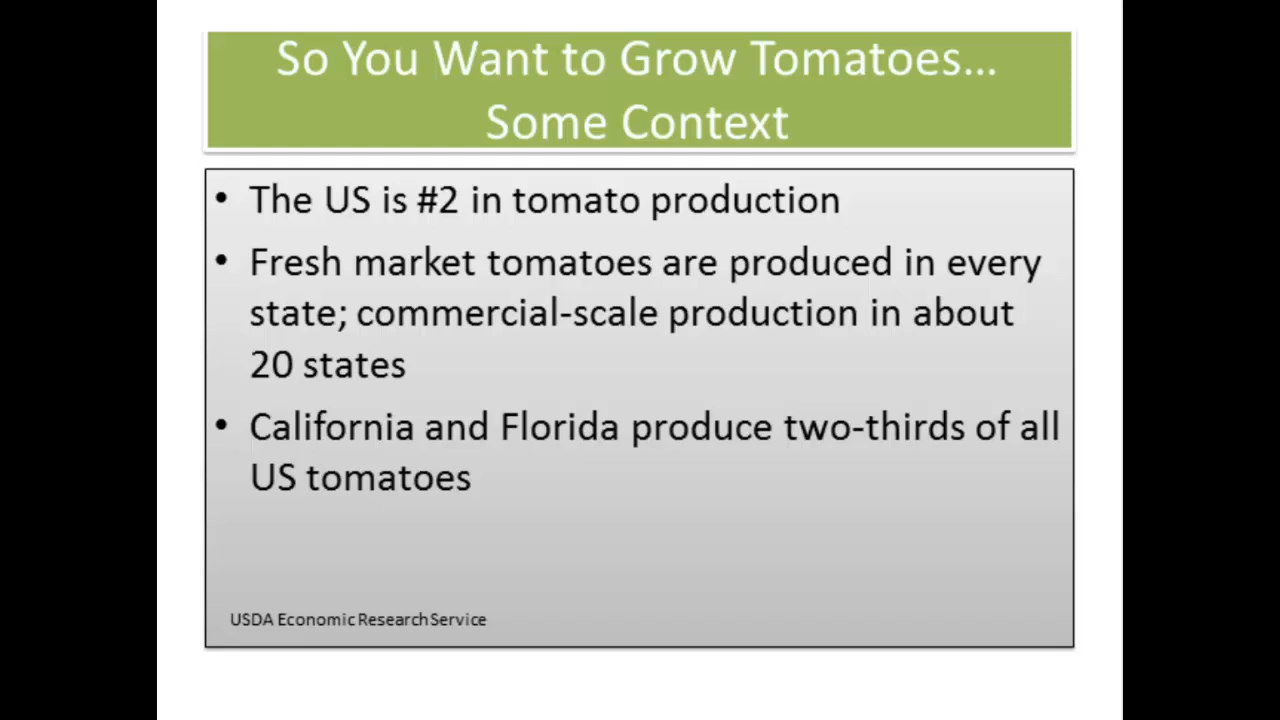 So You Want to Grow Tomatoes...
Some Context
• The US is #2 in tomato production
• Fresh market tomatoes are produced in every
state; commercial-scale production in about
20 states
• California and Florida produce two-thirds of all
US tomatoes
USDA Economic Research Service